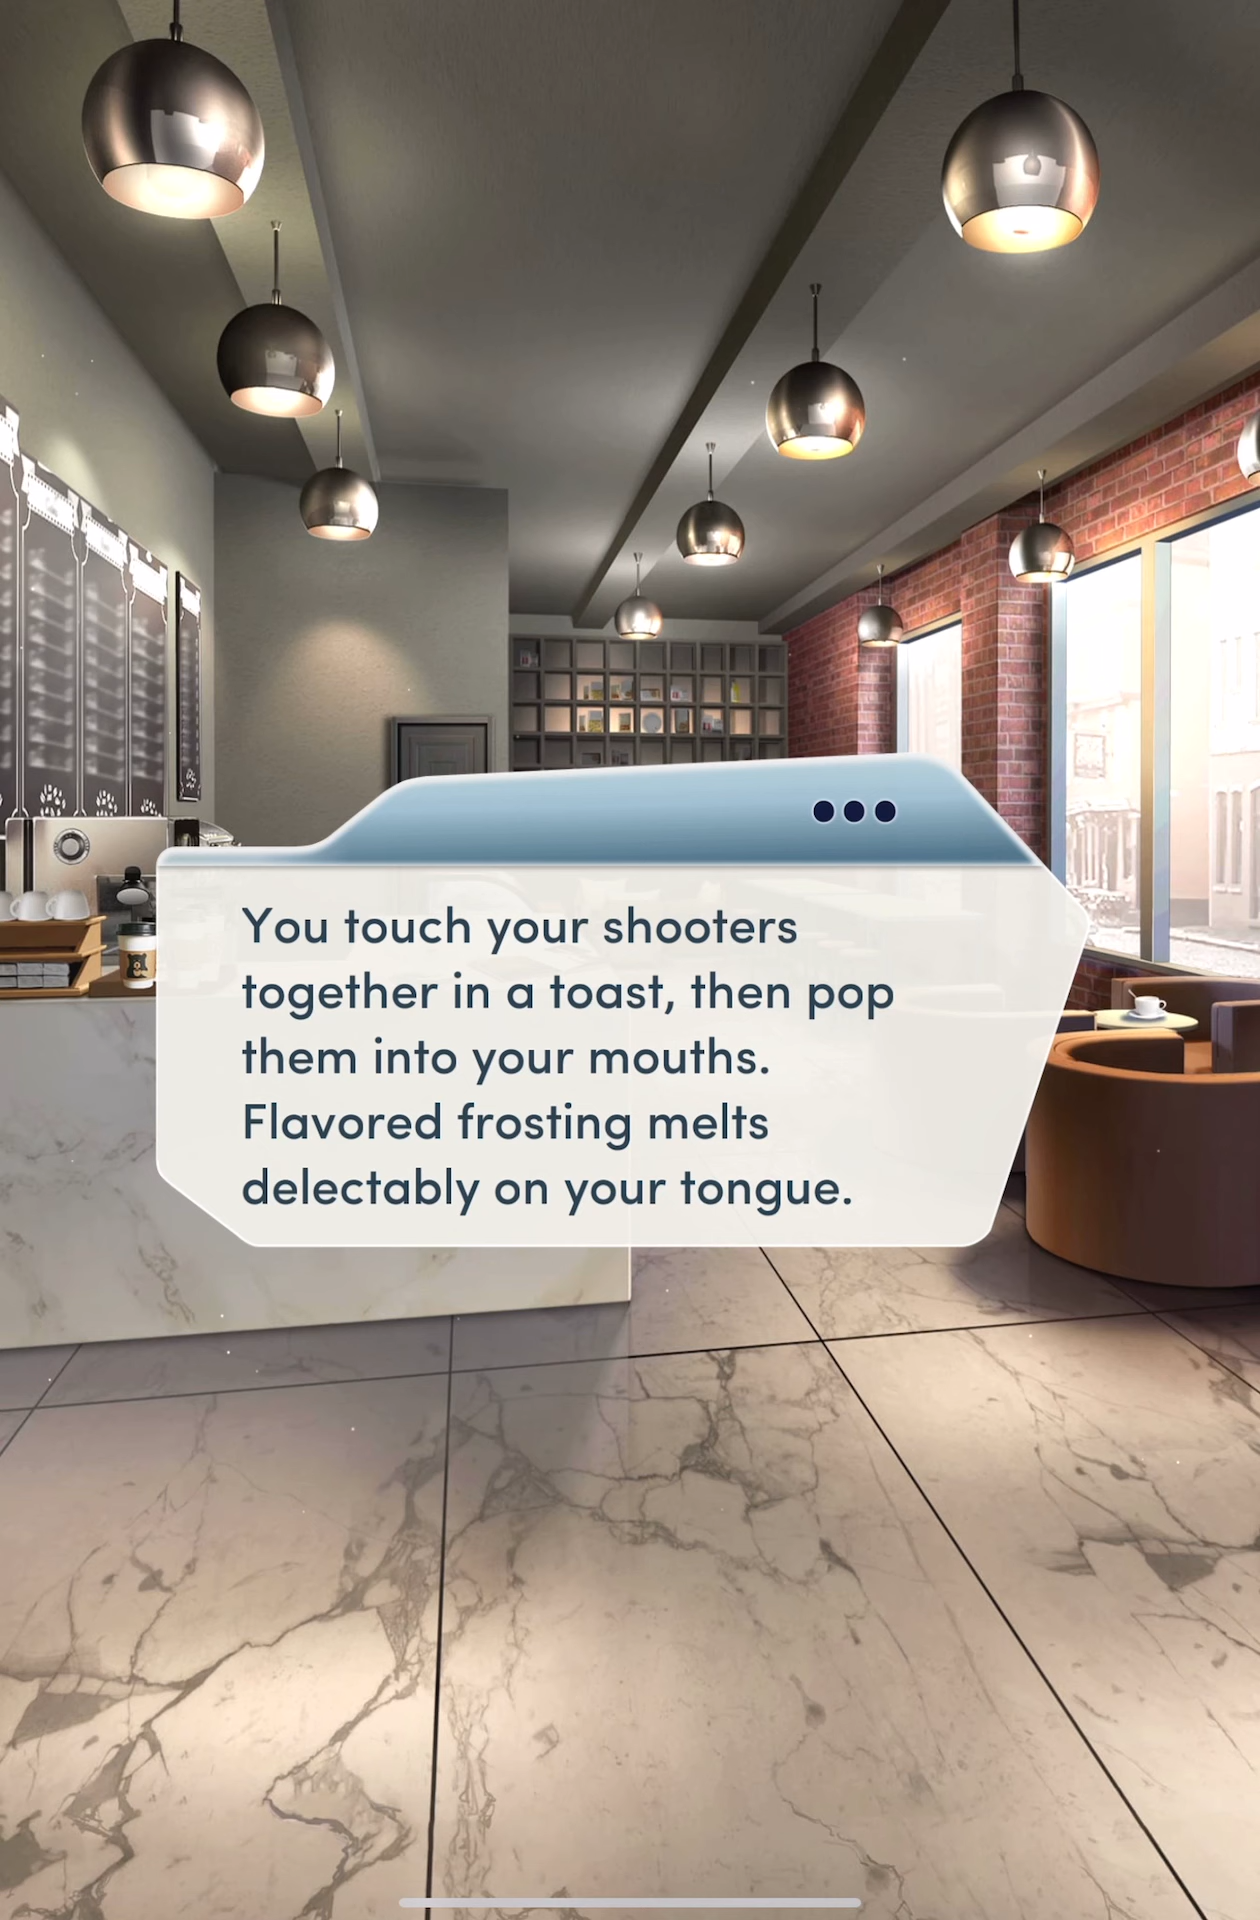 You touch your shooters
together in a toast, then pop
them into your mouths.
Flavored frosting melts
delectably on your tongue.